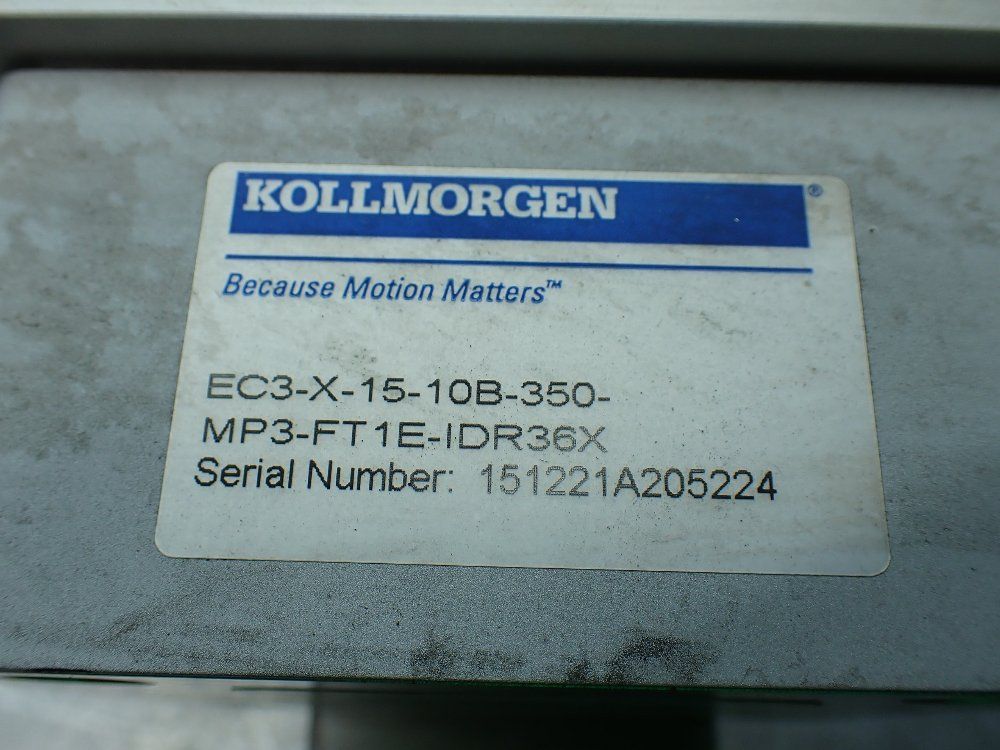 KOLLMORGEN®
Because Motion Matters™
EC3-X-15-10B-350-
MP3-FT1E-IDR36X
Serial Number: 151221A205224